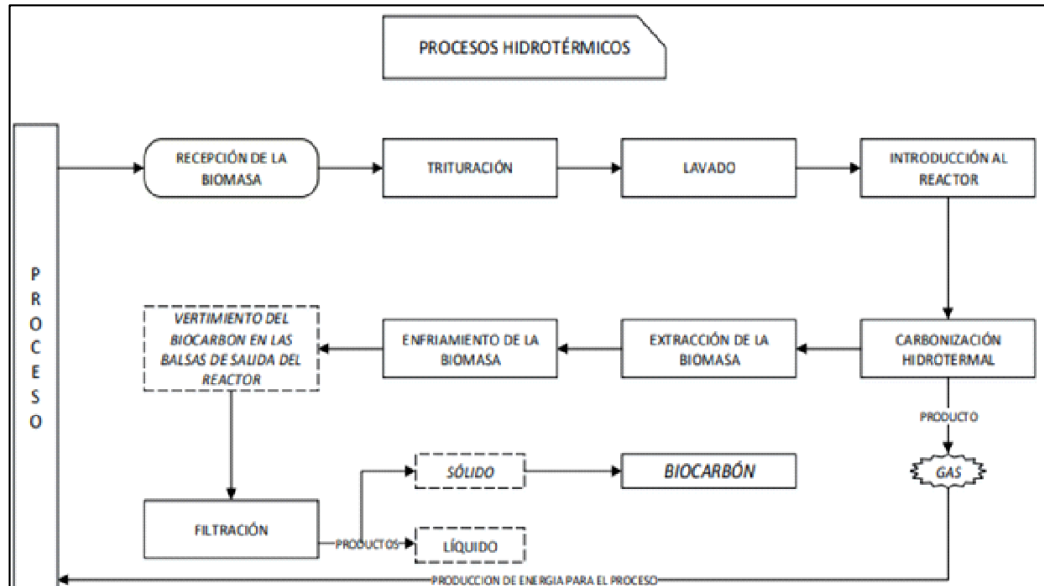 PROCESOS HIDROTÉRMICOS
RECEPCIÓN DE LA
BIOMASA
TRITURACIÓN
LAVADO
INTRODUCCIÓN AL
REACTOR
PROCESO
VERTIMIENTO DEL
BIOCARBON EN LAS
BALSAS DE SALIDA DEL
REACTOR
ENFRIAMIENTO DE LA
BIOMASA
EXTRACCIÓN DE LA
BIOMASA
CARBONIZACIÓN
HIDROTERMAL
PRODUCTO
SÓLIDO
BIOCARBÓN
GAS
FILTRACIÓN
PRODUCTOS
LÍQUIDO
PRODUCCION DE ENERGIA PARA EL PROCESO